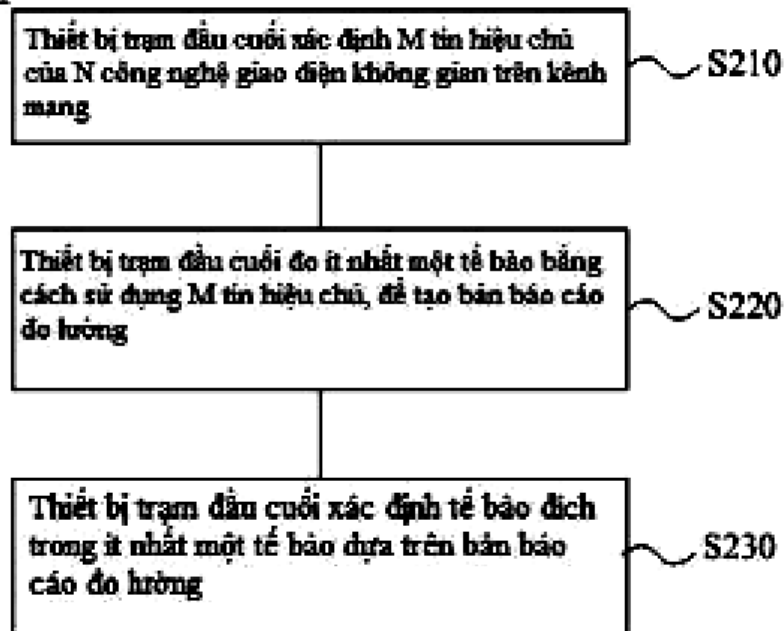 Thiết bị trạm đầu cuối xác định M tín hiệu chủ
của N công nghệ giao diện không gian trên kênh
mang
S210
Thiết bị trạm đầu cuối đo ít nhất một tế bào bằng
cách sử dụng M tín hiệu chủ, để tạo bản báo cáo
đo lường
S220
Thiết bị trạm đầu cuối xác định tế bào đích
trong ít nhất một tế bào dựa trên bản báo
cáo đo lường
S230